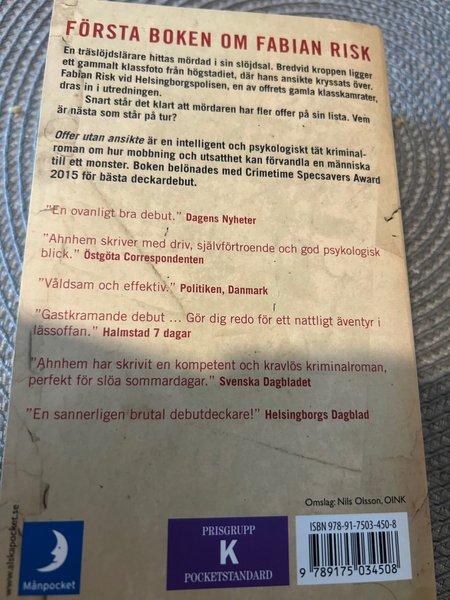 FÖRSTA BOKEN OM FABIAN RISK
En träslöjdslärare hittas mördad i sin slöjdsal. Bredvid kroppen ligger
ett gammalt klassfoto från högstadiet, där hans ansikte kryssats över.
Fabian Risk vid Helsingborgspolisen, en av offrets gamla klasskamrater,
dras in i utredningen.
Snart står det klart att mördaren har fler offer på sin lista. Vem
är nästa som står på tur?
Offer utan ansikte är en intelligent och psykologiskt tät kriminal-
roman om hur mobbning och utsatthet kan förvandla en människa
till ett monster. Boken belönades med Crimetime Specsavers Award
2015 för bästa deckardebut.
"En ovanligt bra debut." Dagens Nyheter
"Ahnhem skriver med driv, självförtroende och god psykologisk
blick." Östgöta Correspondenten
"Våldsam och effektiv." Politiken, Danmark
"Gastkramande debut ... Gör dig redo för ett nattligt äventyr i
lässoffan." Halmstad 7 dagar
"Ahnhem har skrivit en kompetent och kravlös kriminalroman,
perfekt för slöa sommardagar." Svenska Dagbladet
"En sannerligen brutal debutdeckare!" Helsingborgs Dagblad
Omslag: Nils Olsson, OINK
www.alskapocket.se
Månpocket
PRISGRUPP
K
POCKETSTANDARD
ISBN 978-91-7503-450-8
9 789175 034508